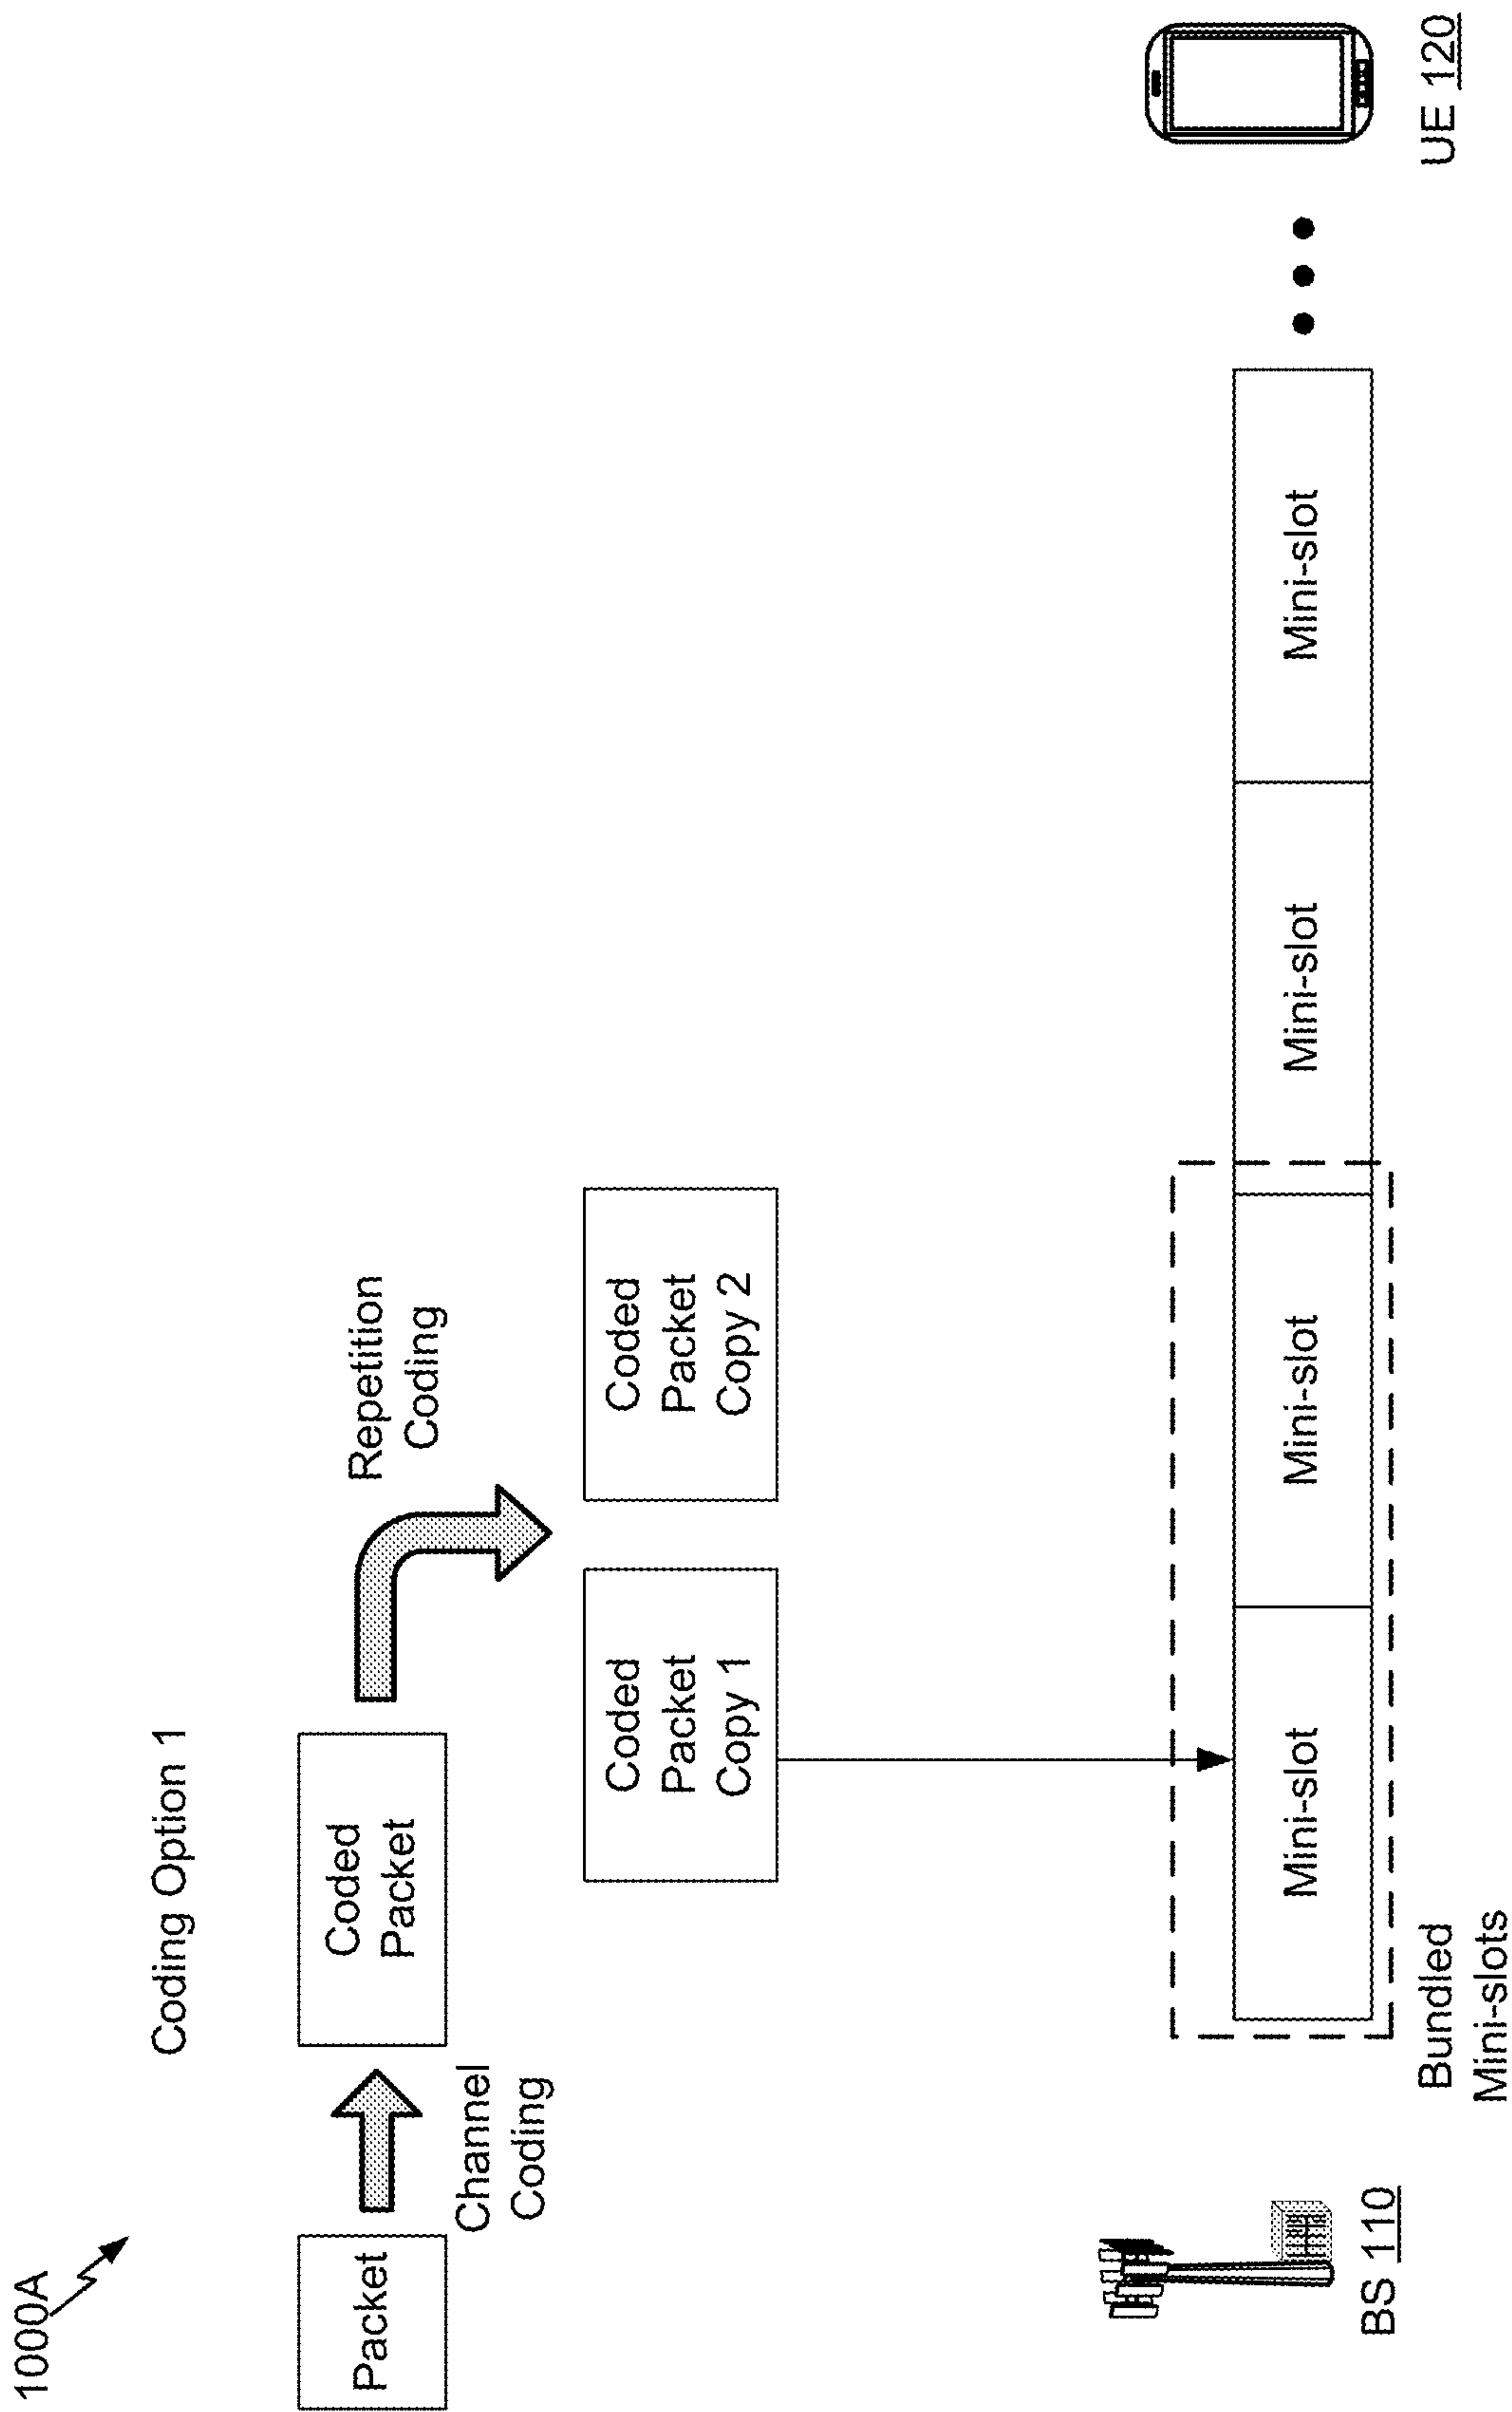 1000A
Coding Option 1
Packet
Channel
Coding
Coded
Packet
Repetition
Coding
Coded
Packet
Copy 1
Coded
Packet
Copy 2
BS 110
Mini-slot
Mini-slot
Mini-slot
Mini-slot
Bundled
Mini-slots
UE 120